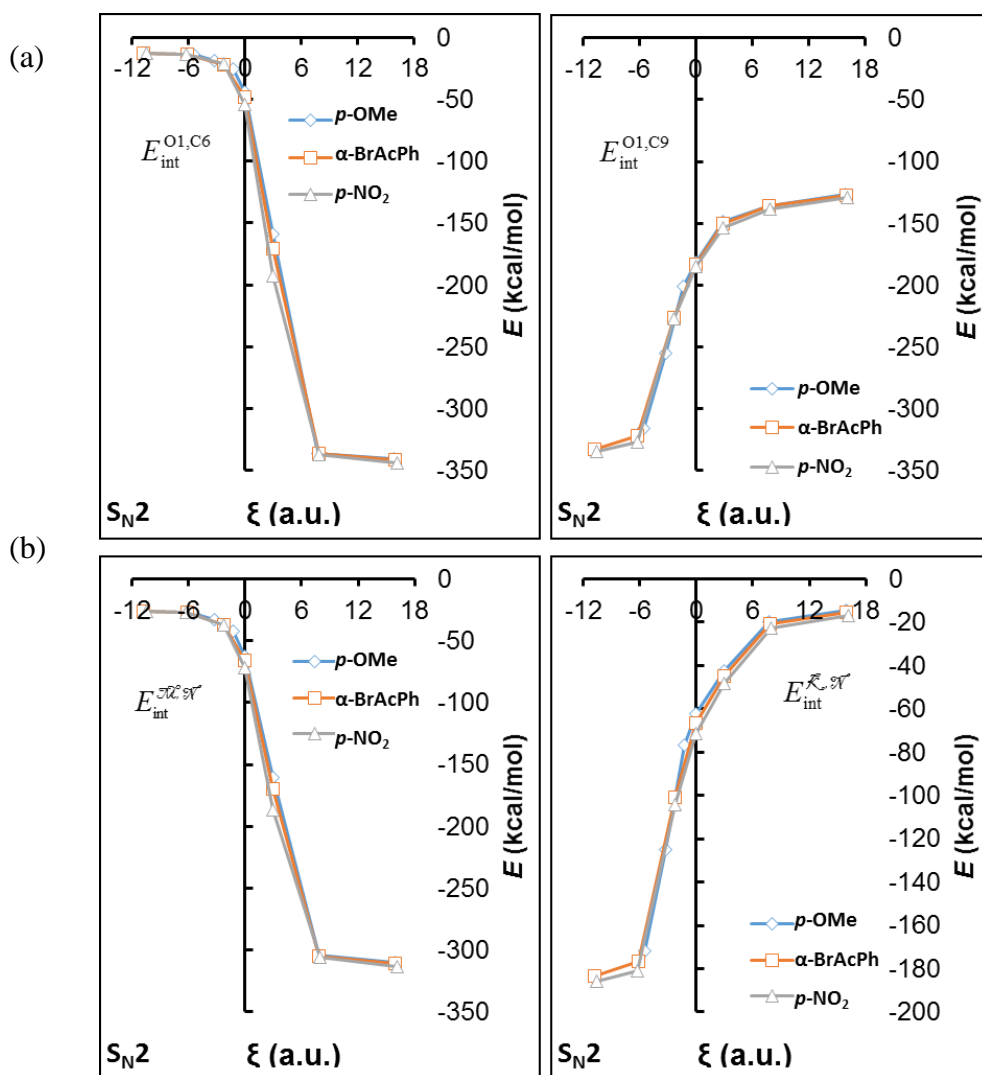 (a)
0
-12 -6 0 6 12 18
-50
-100
-150
-200
-250
-300
-350
p-OMe
α-BrAcPh
p-NO₂
E int O1,C6
E (kcal/mol)
S_N2 ξ (a.u.)
0
-12 -6 0 6 12 18
-50
-100
-150
-200
-250
-300
-350
E int O1,C9
p-OMe
α-BrAcPh
p-NO₂
E (kcal/mol)
S_N2 ξ (a.u.)
(b)
0
-12 -6 0 6 12 18
-50
-100
-150
-200
-250
-300
-350
p-OMe
α-BrAcPh
p-NO₂
E int
E (kcal/mol)
S_N2 ξ (a.u.)
0
-12 -6 0 6 12 18
-20
-40
-60
-80
-100
-120
-140
-160
-180
-200
E int
p-OMe
α-BrAcPh
p-NO₂
E (kcal/mol)
S_N2 ξ (a.u.)